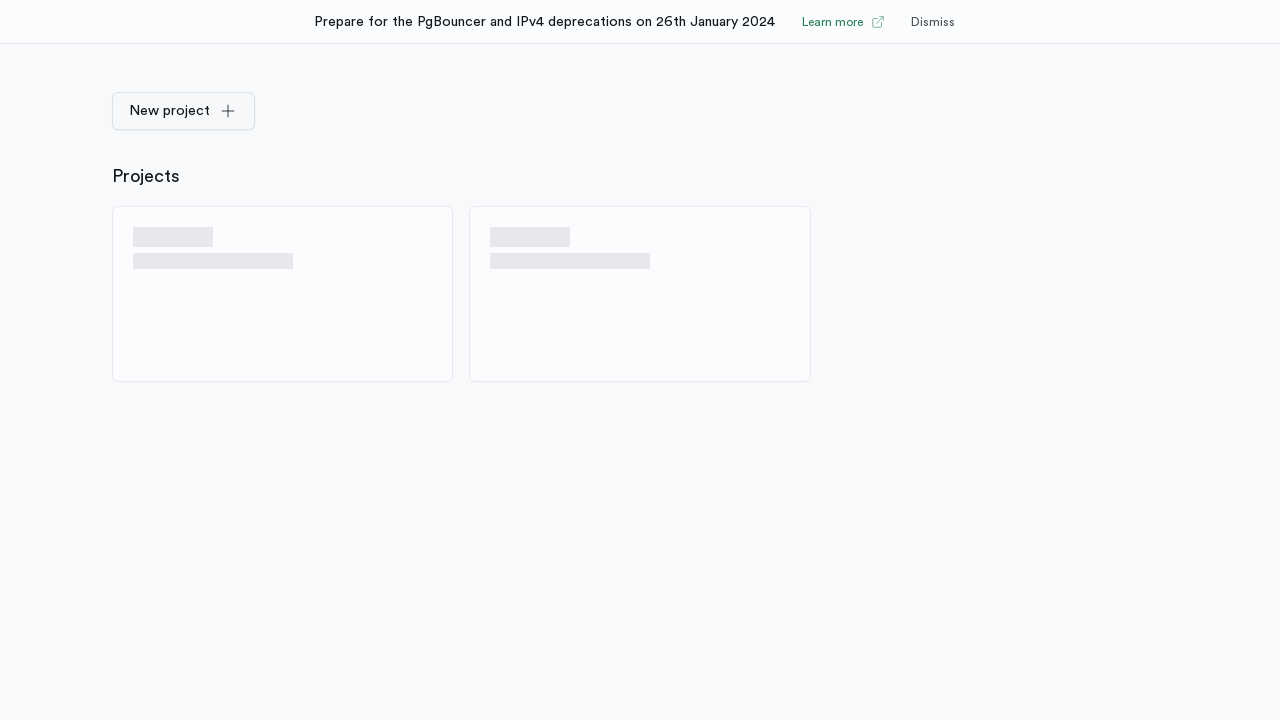 Prepare for the PgBouncer and IPv4 deprecations on 26th January 2024 Learn more Dismiss
New project
Projects